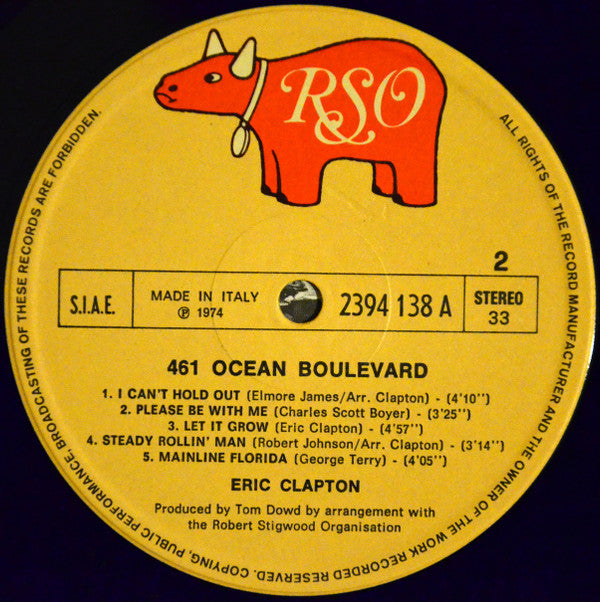 RSO
ALL RIGHTS OF THE RECORD MANUFACTURER AND THE OWNER OF THE WORK RECORDED RESERVED. COPYING, PUBLIC PERFORMANCE, BROADCASTING OF THESE RECORDS ARE FORBIDDEN.
2
S.I.A.E.
MADE IN ITALY
℗ 1974
2394 138 A
STEREO
33
461 OCEAN BOULEVARD
1. I CAN'T HOLD OUT (Elmore James/Arr. Clapton) - (4'10'')
2. PLEASE BE WITH ME (Charles Scott Boyer) - (3'25'')
3. LET IT GROW (Eric Clapton) - (4'57'')
4. STEADY ROLLIN' MAN (Robert Johnson/Arr. Clapton) - (3'14'')
5. MAINLINE FLORIDA (George Terry) - (4'05'')
ERIC CLAPTON
Produced by Tom Dowd by arrangement with
the Robert Stigwood Organisation